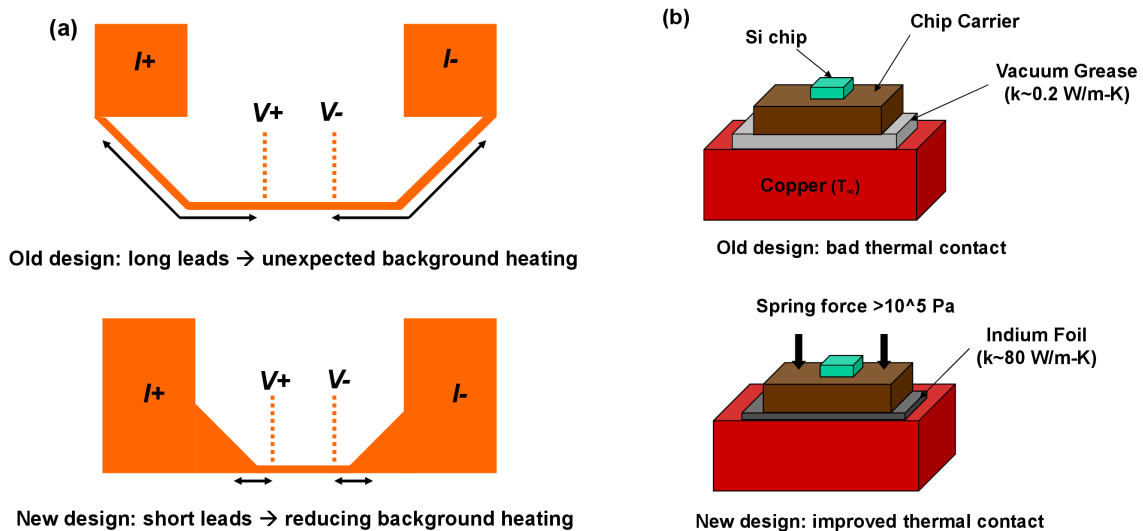 (a)
I+
I-
V+
V-
Old design: long leads → unexpected background heating
I+
I-
V+
V-
New design: short leads → reducing background heating
(b)
Si chip
Chip Carrier
Vacuum Grease
(k~0.2 W/m-K)
Copper (T∞)
Old design: bad thermal contact
Spring force >10^5 Pa
Indium Foil
(k~80 W/m-K)
New design: improved thermal contact